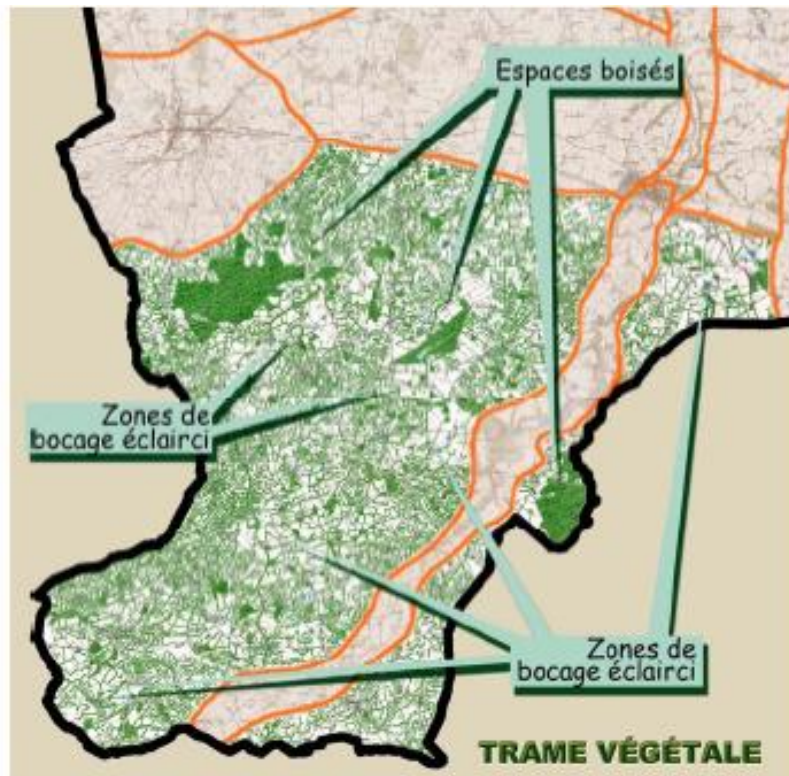 Espaces boisés
Zones de
bocage éclairci
Zones de
bocage éclairci
TRAME VÉGÉTALE